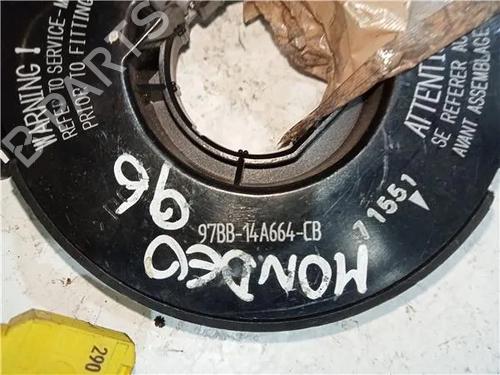 WARNING !
REFER TO SERVICE-M
PRIOR TO FITTING
ATTENTI
SE REFERER AU
AVANT ASSEMBLAGE
97BB-14A664-CB
11551
MONDEO
96
290